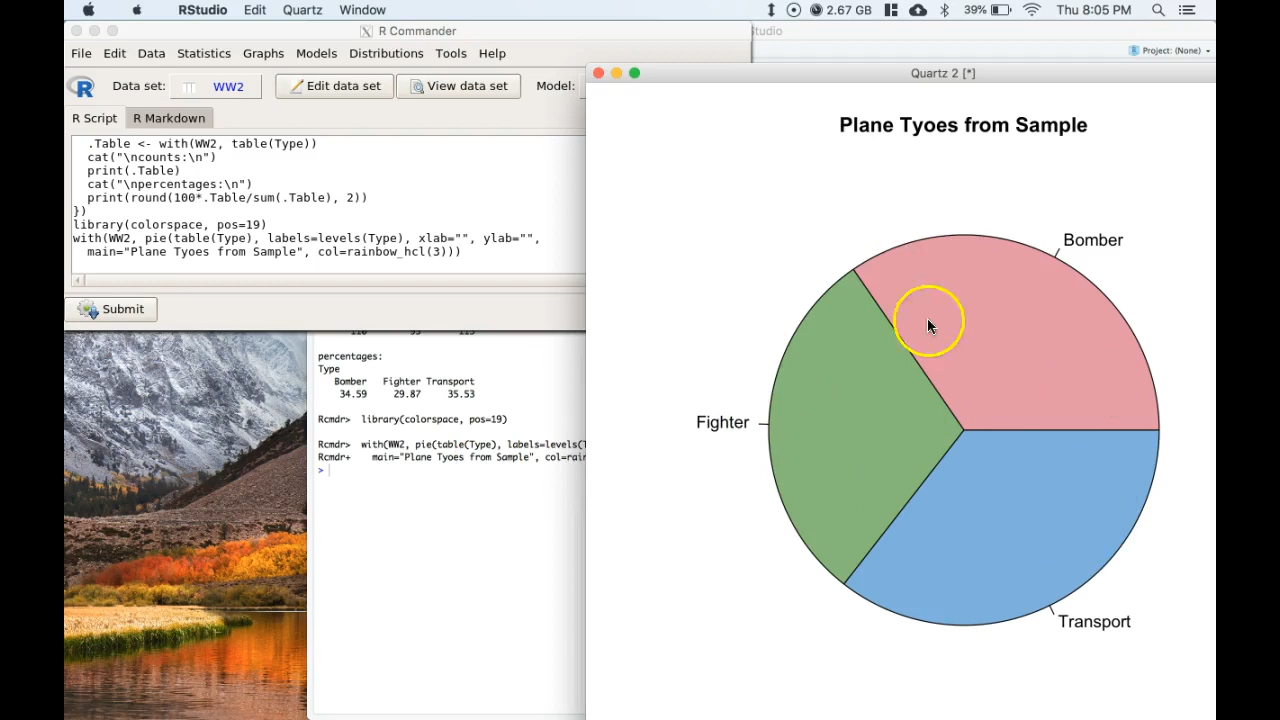 RStudio Edit Quartz Window 2.67 GB 39% Thu 8:05 PM
R Commander
tudio
File Edit Data Statistics Graphs Models Distributions Tools Help
Project: (None)
Data set: WW2 Edit data set View data set Model:
R Script R Markdown
.Table <- with(WW2, table(Type))
cat("\ncounts:\n")
print(.Table)
cat("\npercentages:\n")
print(round(100*.Table/sum(.Table), 2))
})
library(colorspace, pos=19)
with(WW2, pie(table(Type), labels=levels(Type), xlab="", ylab="",
main="Plane Tyoes from Sample", col=rainbow_hcl(3)))
Submit
percentages:
Type
Bomber Fighter Transport
34.59 29.87 35.53
Rcmdr> library(colorspace, pos=19)
Rcmdr> with(WW2, pie(table(Type), labels=levels(T
Rcmdr+ main="Plane Tyoes from Sample", col=rain
>
Quartz 2 [*]
Plane Tyoes from Sample
Bomber
Fighter
Transport